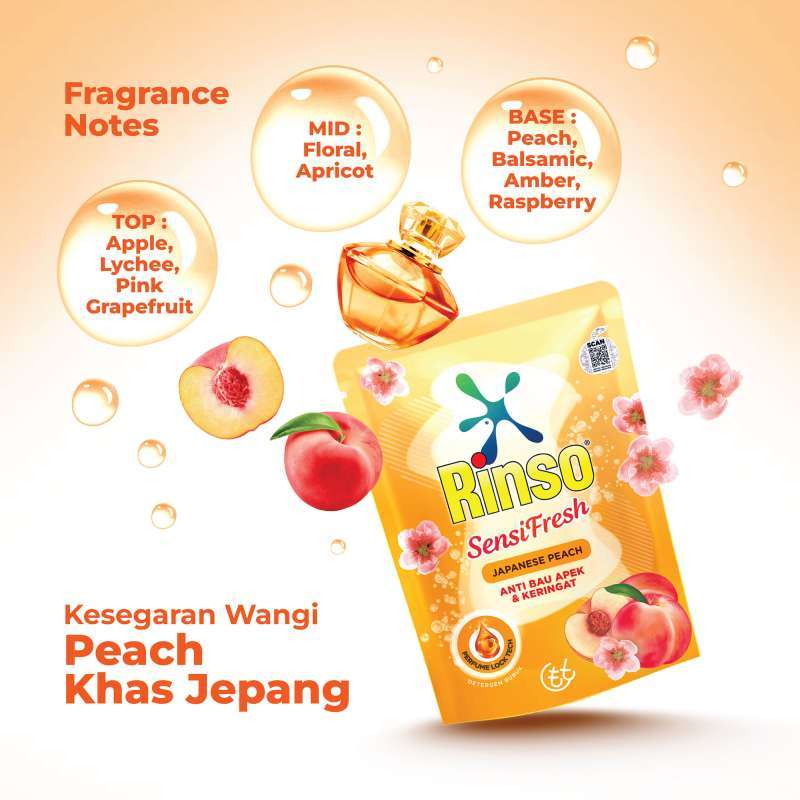 Fragrance
Notes
MID :
Floral,
Apricot
BASE :
Peach,
Balsamic,
Amber,
Raspberry
TOP :
Apple,
Lychee,
Pink
Grapefruit
SCAN
Rinso®
SensiFresh
JAPANESE PEACH
ANTI BAU APEK
& KERINGAT
PERFUME LOCK TECH
DETERGEN BUBUK
Kesegaran Wangi
Peach
Khas Jepang